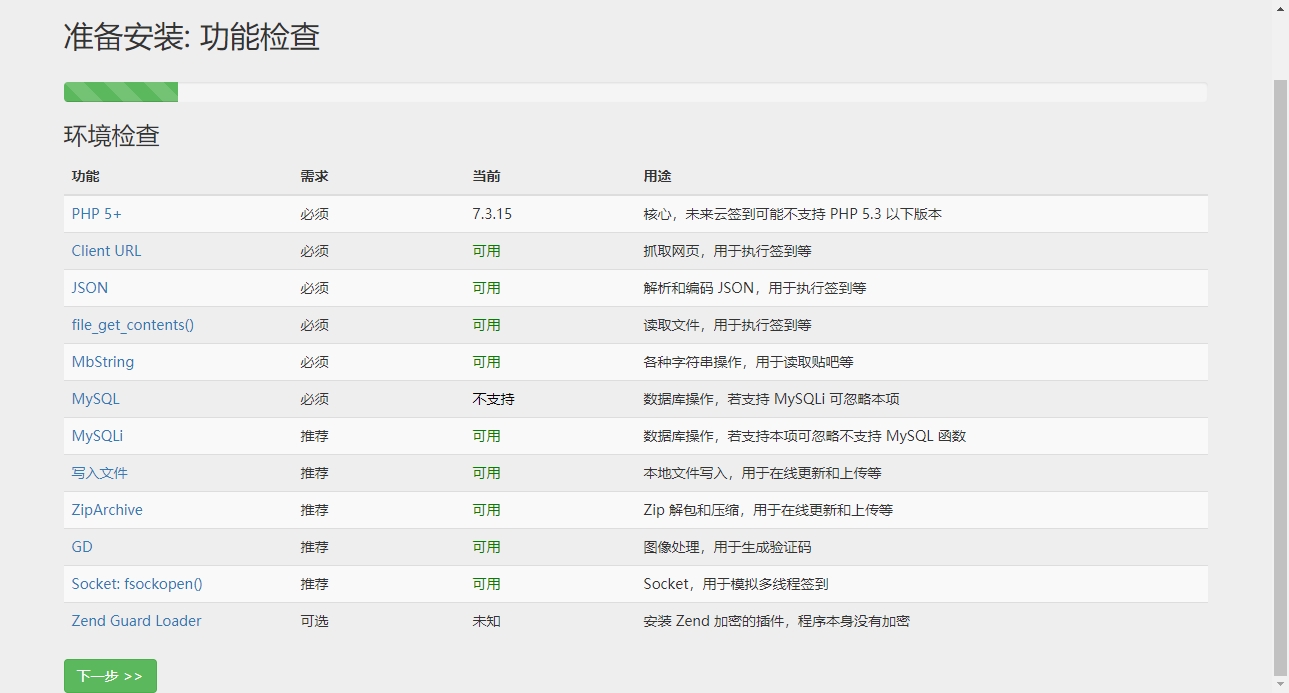 准备安装: 功能检查
环境检查
功能 需求 当前 用途
PHP 5+ 必须 7.3.15 核心，未来云签到可能不支持 PHP 5.3 以下版本
Client URL 必须 可用 抓取网页，用于执行签到等
JSON 必须 可用 解析和编码 JSON，用于执行签到等
file_get_contents() 必须 可用 读取文件，用于执行签到等
MbString 必须 可用 各种字符串操作，用于读取贴吧等
MySQL 必须 不支持 数据库操作，若支持 MySQLi 可忽略本项
MySQLi 推荐 可用 数据库操作，若支持本项可忽略不支持 MySQL 函数
写入文件 推荐 可用 本地文件写入，用于在线更新和上传等
ZipArchive 推荐 可用 Zip 解包和压缩，用于在线更新和上传等
GD 推荐 可用 图像处理，用于生成验证码
Socket: fsockopen() 推荐 可用 Socket，用于模拟多线程签到
Zend Guard Loader 可选 未知 安装 Zend 加密的插件，程序本身没有加密
下一步 >>